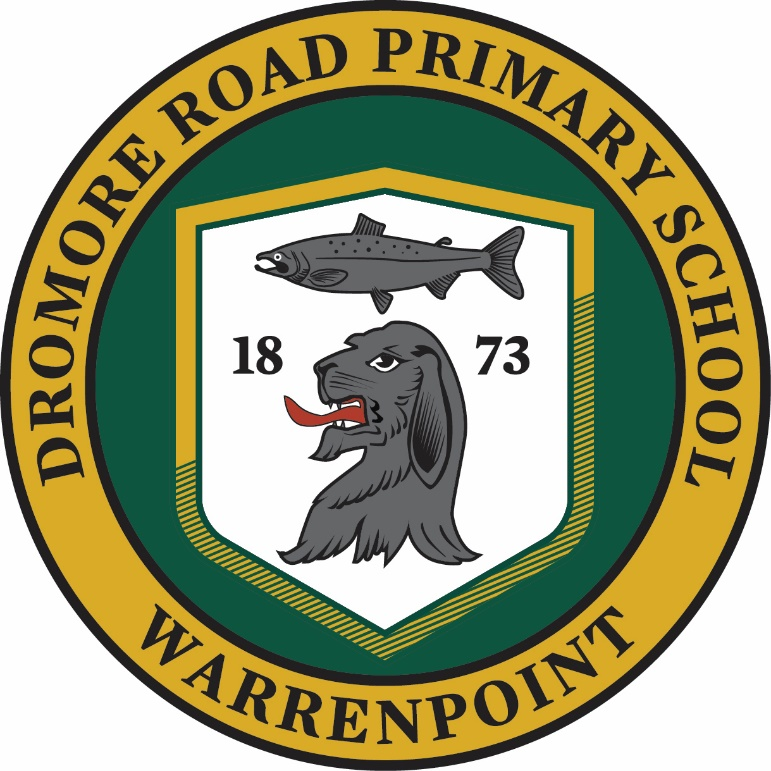 DROMORE ROAD PRIMARY SCHOOL
18 73
WARRENPOINT